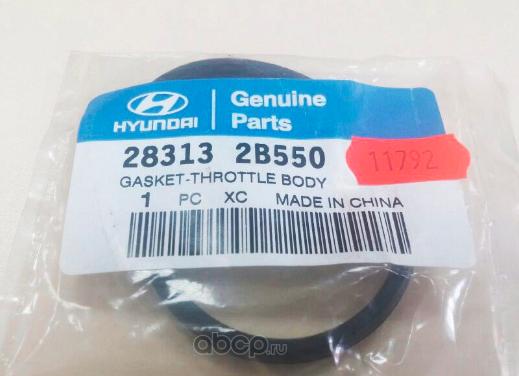 HYUNDAI
Genuine
Parts
28313 2B550
11792
GASKET-THROTTLE BODY
1 PC XC MADE IN CHINA
abcp.ru